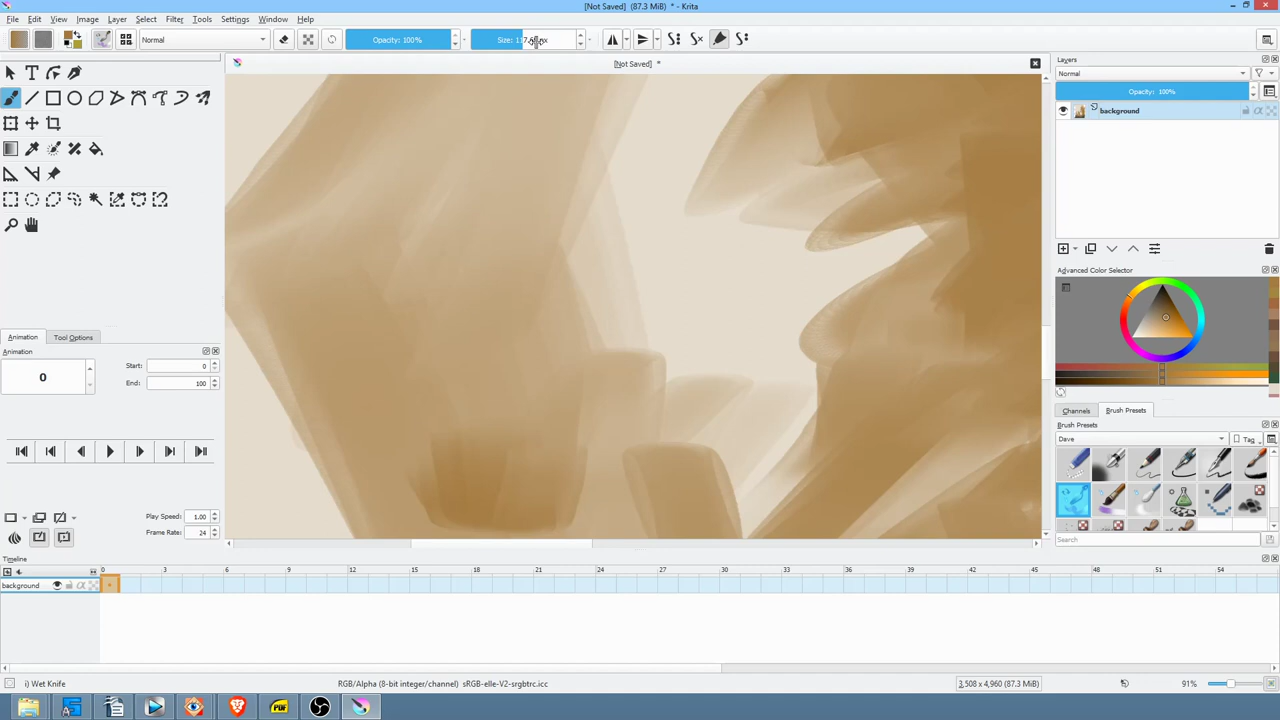 [Not Saved] (87.3 MiB) * - Krita
File Edit View Image Layer Select Filter Tools Settings Window Help
Normal
Opacity: 100%
[Not Saved] *
Layers
Normal
Opacity: 100%
background
Advanced Color Selector
Animation Tool Options
Animation
0
Start: 0
End: 100
Play Speed: 1.00
Frame Rate: 24
Channels Brush Presets
Brush Presets
Dave
Tag
Search
Timeline
0 3 6 9 12 15 18 21 24 27 30 33 36 39 42 45 48 51 54
background
i) Wet Knife
RGB/Alpha (8-bit integer/channel) sRGB-elle-V2-srgbtrc.icc
3,508 x 4,960 (87.3 MiB)
91%
PDF